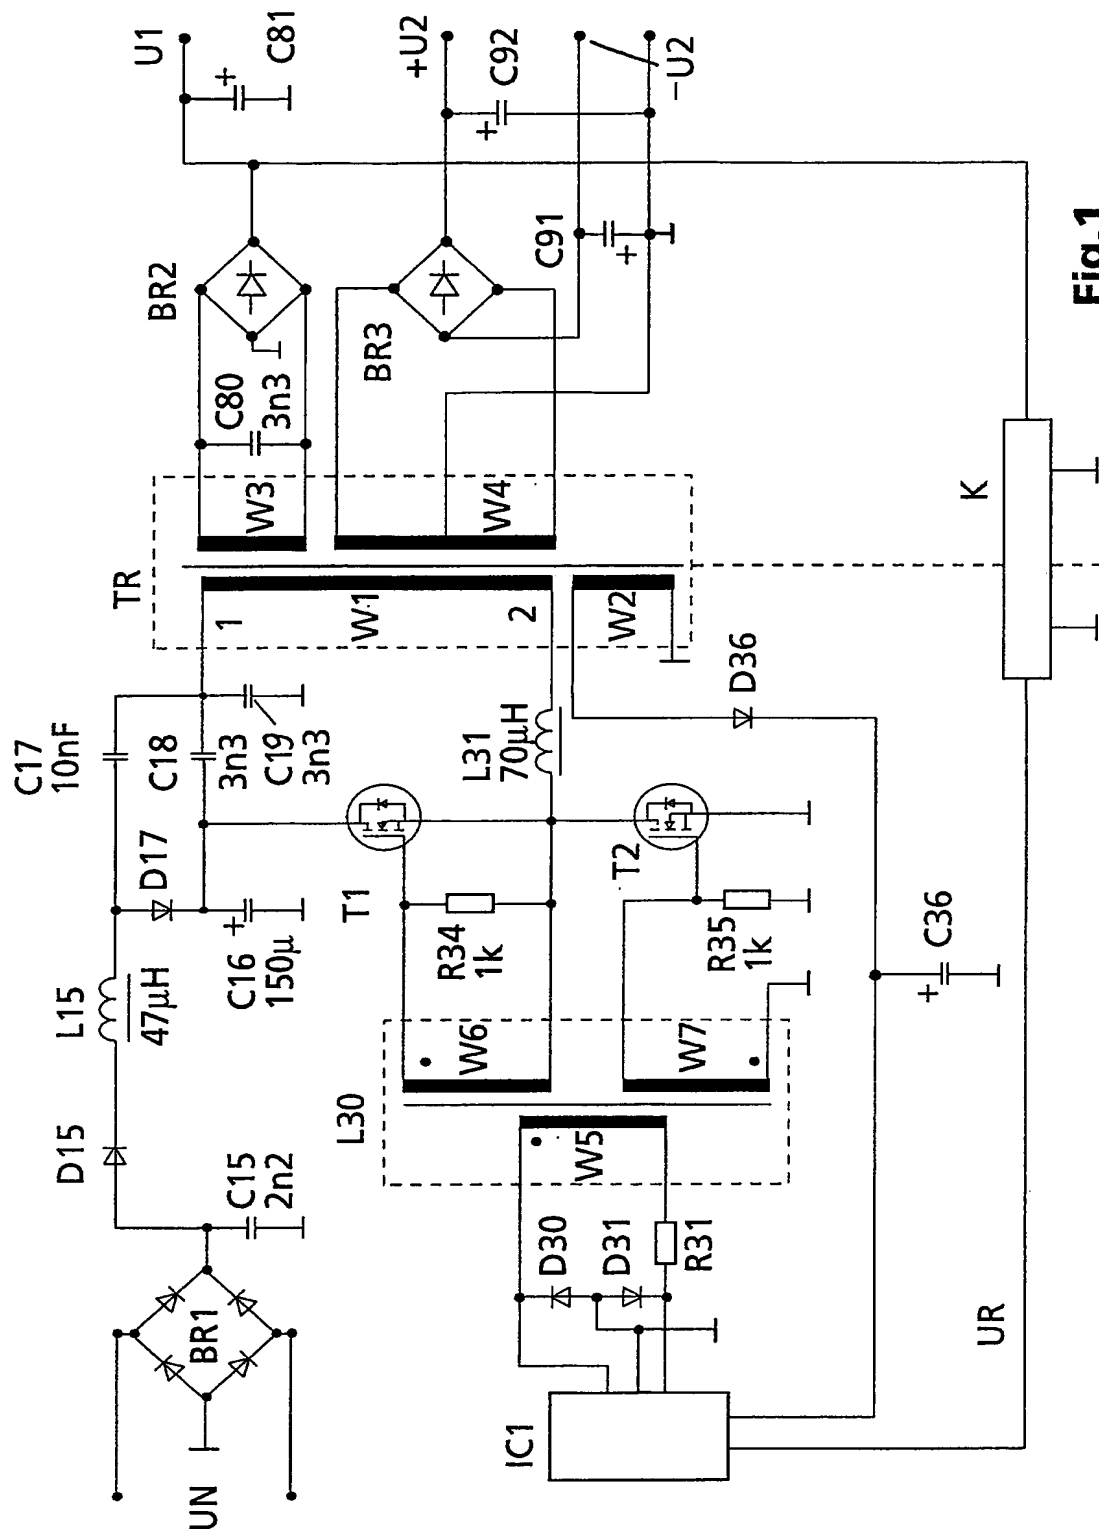 C17
10nF
L15
47µH
D15
D17
C18
3n3
C19
3n3
C16
150µ
C15
2n2
BR1
UN
TR
1
W1
2
W2
W3
W4
C80
3n3
BR2
BR3
U1
C81
+
+U2
C92
+
C91
+
-U2
T1
R34
1k
L31
70µH
T2
R35
1k
D36
C36
+
+
L30
W6
W7
W5
D30
D31
R31
IC1
UR
K
Fig.1